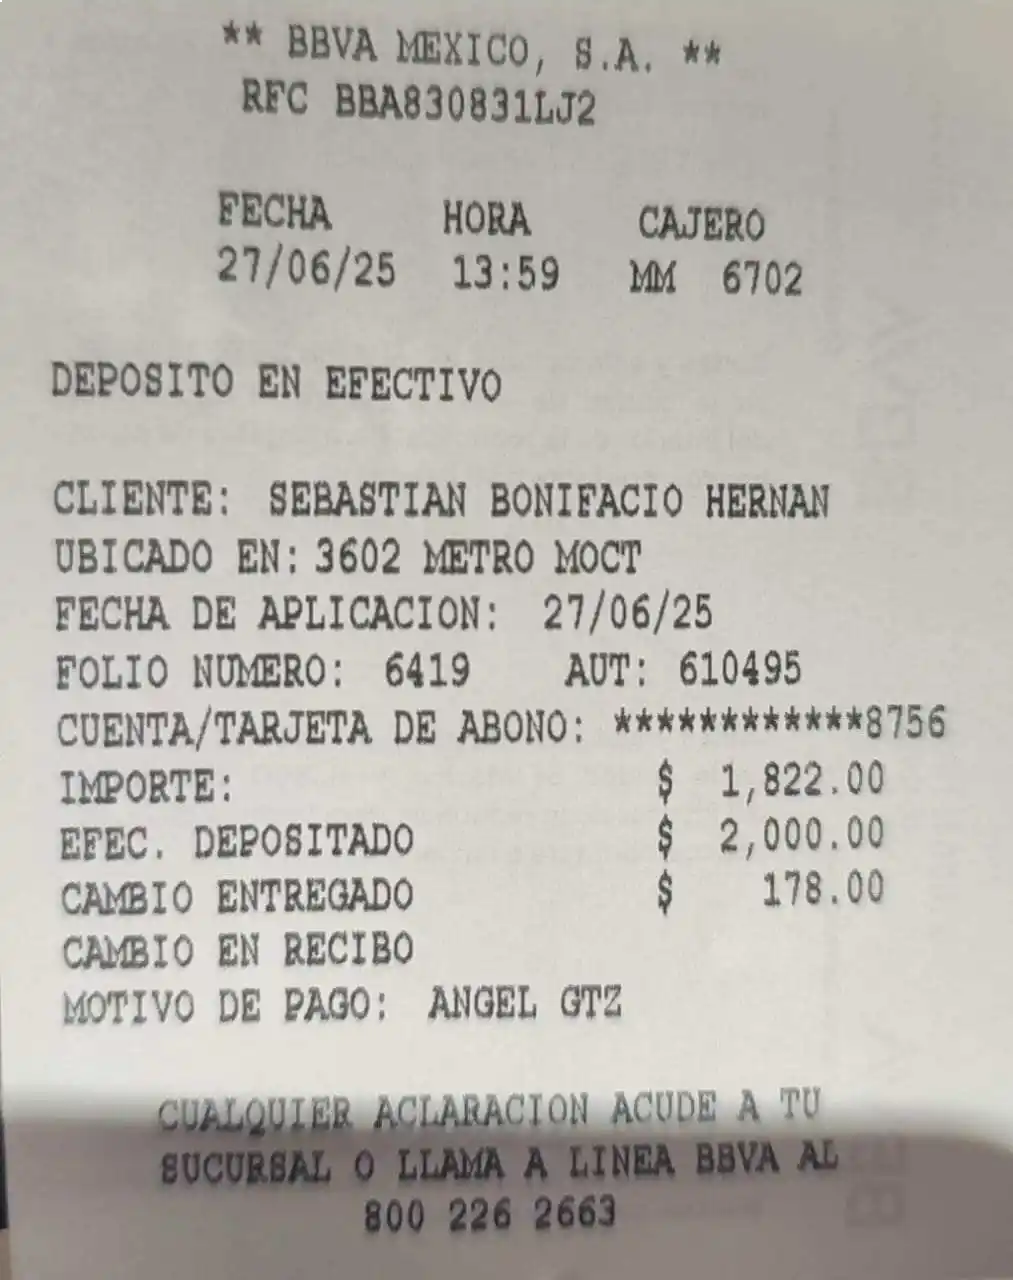 ** BBVA MEXICO, S.A. **
RFC BBA830831LJ2
FECHA HORA CAJERO
27/06/25 13:59 MM 6702
DEPOSITO EN EFECTIVO
CLIENTE: SEBASTIAN BONIFACIO HERNAN
UBICADO EN: 3602 METRO MOCT
FECHA DE APLICACION: 27/06/25
FOLIO NUMERO: 6419 AUT: 610495
CUENTA/TARJETA DE ABONO: ************8756
IMPORTE: $ 1,822.00
EFEC. DEPOSITADO $ 2,000.00
CAMBIO ENTREGADO $ 178.00
CAMBIO EN RECIBO
MOTIVO DE PAGO: ANGEL GTZ
CUALQUIER ACLARACION ACUDE A TU
SUCURSAL O LLAMA A LINEA BBVA AL
800 226 2663